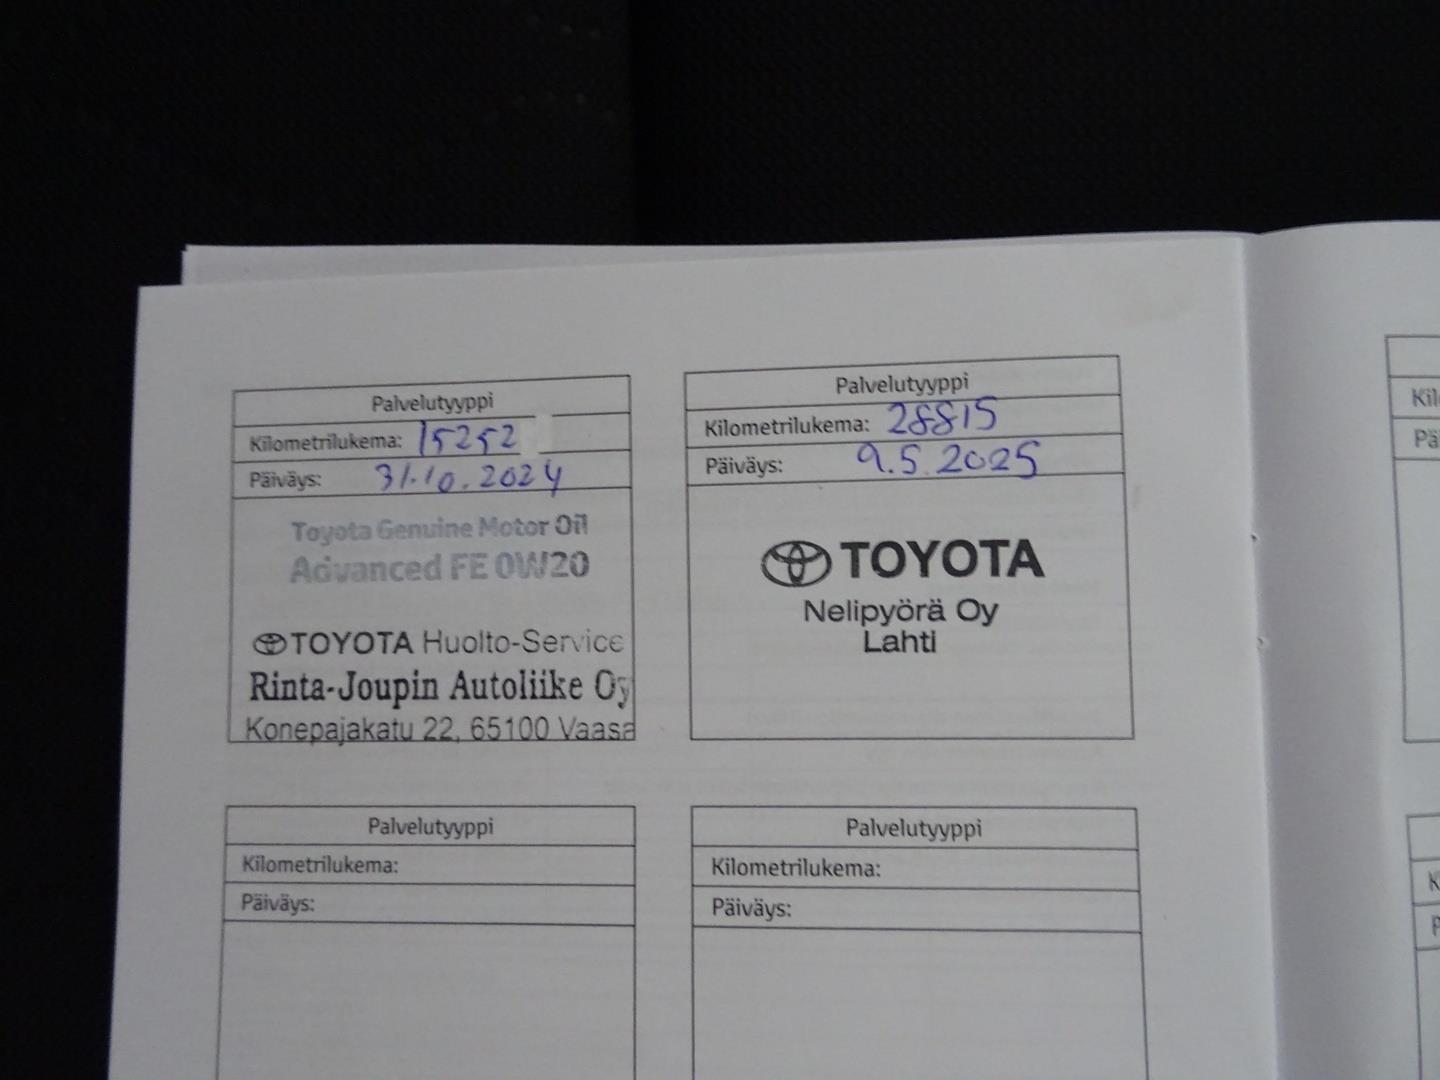 Palvelutyyppi
Kilometrilukema: 15252
Päiväys: 31.10.2024
Toyota Genuine Motor Oil
Advanced FE 0W20
TOYOTA Huolto-Service
Rinta-Joupin Autoliike Oy
Konepajakatu 22, 65100 Vaasa
Palvelutyyppi
Kilometrilukema: 28815
Päiväys: 9.5.2025
TOYOTA
Nelipyörä Oy
Lahti
Palvelutyyppi
Kilometrilukema:
Päiväys:
Palvelutyyppi
Kilometrilukema:
Päiväys: